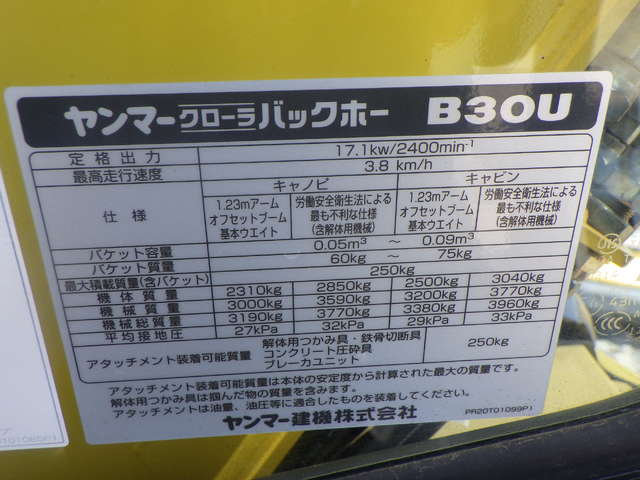 ヤンマークローラバックホー B30U
定格出力 17.1kw/2400min-1
最高走行速度 3.8 km/h
仕様 キャノピ キャビン
1.23mアーム オフセットブーム 基本ウエイト 労働安全衛生法による 最も不利な仕様 (含解体用機械) 1.23mアーム オフセットブーム 基本ウエイト 労働安全衛生法による 最も不利な仕様 (含解体用機械)
バケット容量 0.05m³ ~ 0.09m³
バケット質量 60kg ~ 75kg
最大積載質量(含バケット) 250kg
機体質量 2310kg 2850kg 2500kg 3040kg
機械質量 3000kg 3590kg 3200kg 3770kg
機械総質量 3190kg 3770kg 3380kg 3960kg
平均接地圧 27kPa 32kPa 29kPa 33kPa
アタッチメント装着可能質量 解体用つかみ具・鉄骨切断具 コンクリート圧砕具 ブレーカユニット 250kg
アタッチメント装着可能質量は本体の安定度から計算された最大の質量です。
解体用つかみ具は掴んだ物の質量を含みます。
アタッチメントは油量、油圧等に適合したものを装着してください。
ヤンマー建機株式会社 PR20T01099P1